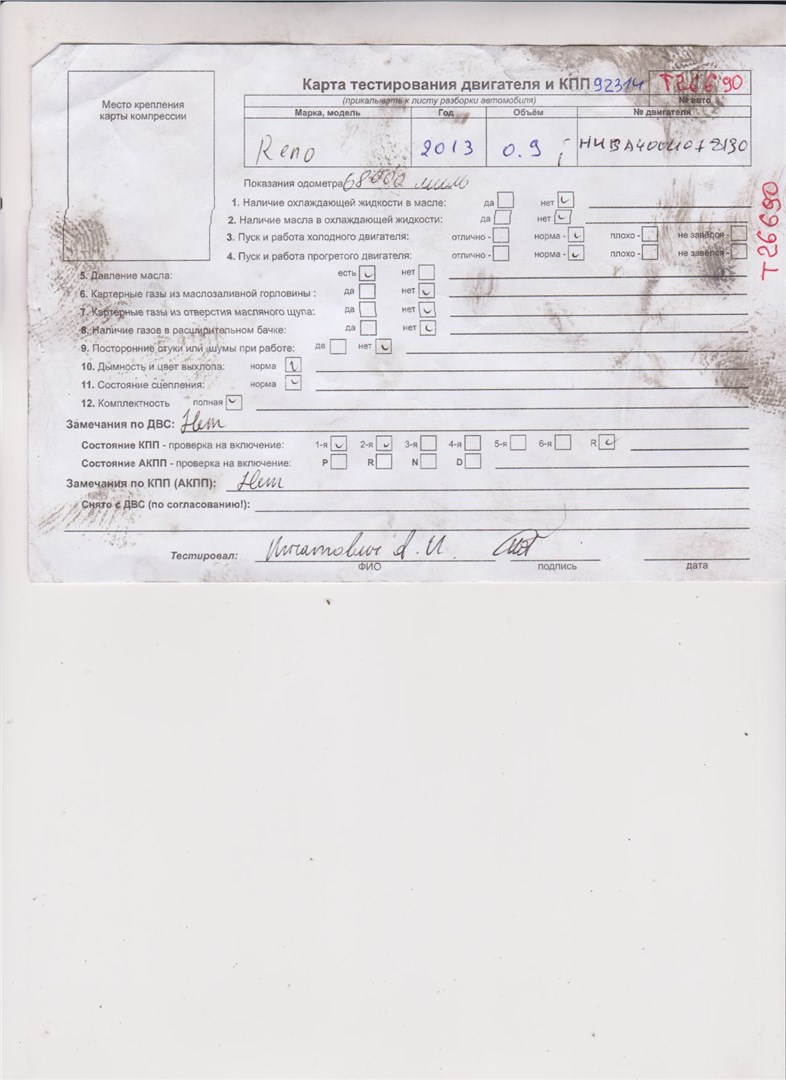 Место крепления
карты компрессии
Карта тестирования двигателя и КПП 92314 T26690
(прикалывать к листу разборки автомобиля) № авто
Марка, модель Год Объём № двигателя
Reno 2013 0.9 i
Показания одометра 68000 миль
1. Наличие охлаждающей жидкости в масле: да нет
2. Наличие масла в охлаждающей жидкости: да нет
3. Пуск и работа холодного двигателя: отлично - норма - плохо - не завёлся -
4. Пуск и работа прогретого двигателя: отлично - норма - плохо - не завёлся -
T26690
5. Давление масла: есть нет
6. Картерные газы из маслозаливной горловины : да нет
7. Картерные газы из отверстия масляного щупа: да нет
8. Наличие газов в расширительном бачке: да нет
9. Посторонние стуки или шумы при работе: да нет
10. Дымность и цвет выхлопа: норма
11. Состояние сцепления: норма
12. Комплектность полная
Замечания по ДВС: Нет
Состояние КПП - проверка на включение: 1-я 2-я 3-я 4-я 5-я 6-я R
Состояние АКПП - проверка на включение: P R N D
Замечания по КПП (АКПП): Нет
Снято с ДВС (по согласованию!):
Тестировал: А. И.
ФИО подпись дата